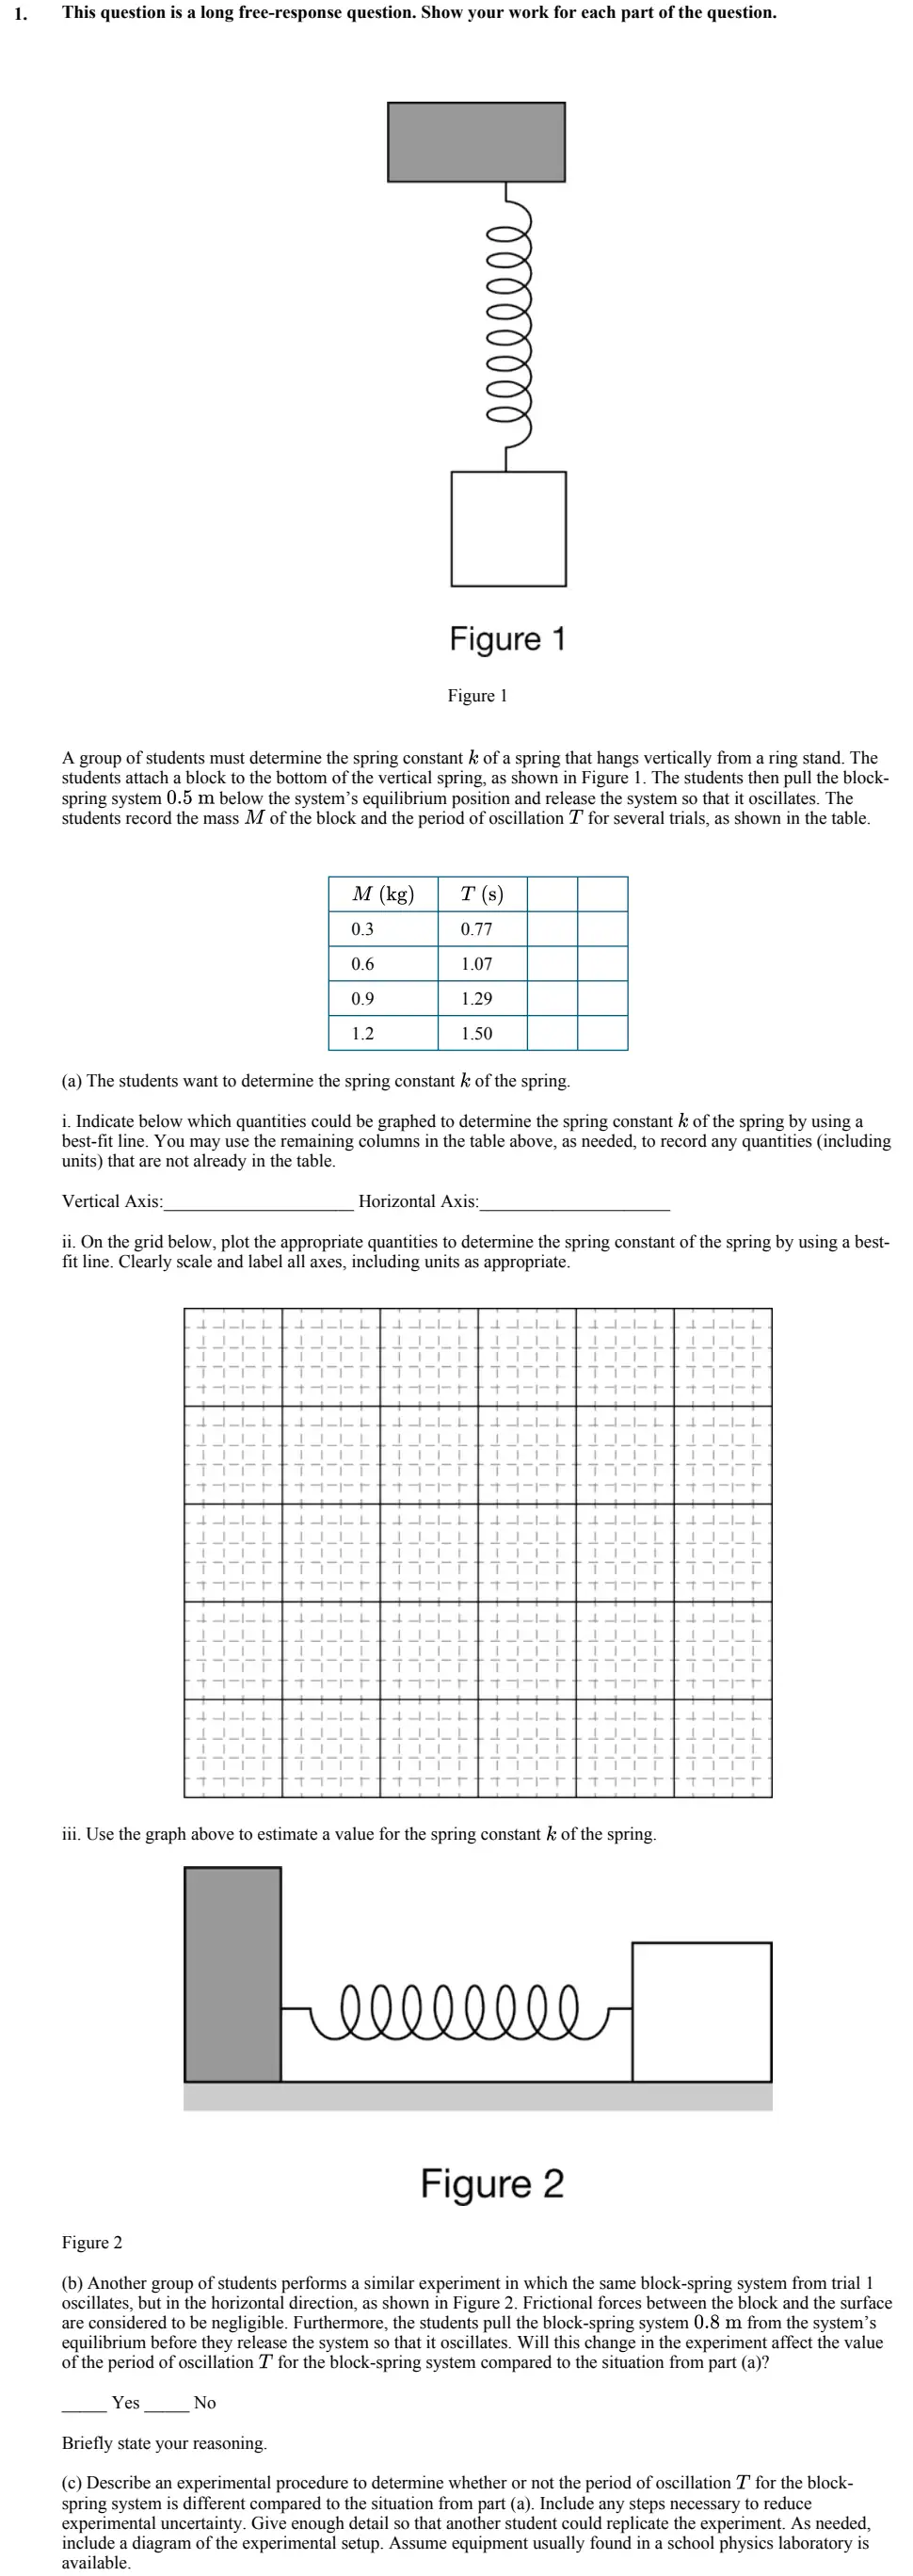 1. This question is a long free-response question. Show your work for each part of the question.
Figure 1
Figure 1
A group of students must determine the spring constant k of a spring that hangs vertically from a ring stand. The
students attach a block to the bottom of the vertical spring, as shown in Figure 1. The students then pull the block-
spring system 0.5 m below the system’s equilibrium position and release the system so that it oscillates. The
students record the mass M of the block and the period of oscillation T for several trials, as shown in the table.
M (kg) T (s)
0.3 0.77
0.6 1.07
0.9 1.29
1.2 1.50
(a) The students want to determine the spring constant k of the spring.
i. Indicate below which quantities could be graphed to determine the spring constant k of the spring by using a
best-fit line. You may use the remaining columns in the table above, as needed, to record any quantities (including
units) that are not already in the table.
Vertical Axis:____________________ Horizontal Axis:____________________
ii. On the grid below, plot the appropriate quantities to determine the spring constant of the spring by using a best-
fit line. Clearly scale and label all axes, including units as appropriate.
iii. Use the graph above to estimate a value for the spring constant k of the spring.
Figure 2
Figure 2
(b) Another group of students performs a similar experiment in which the same block-spring system from trial 1
oscillates, but in the horizontal direction, as shown in Figure 2. Frictional forces between the block and the surface
are considered to be negligible. Furthermore, the students pull the block-spring system 0.8 m from the system’s
equilibrium before they release the system so that it oscillates. Will this change in the experiment affect the value
of the period of oscillation T for the block-spring system compared to the situation from part (a)?
_____ Yes _____ No
Briefly state your reasoning.
(c) Describe an experimental procedure to determine whether or not the period of oscillation T for the block-
spring system is different compared to the situation from part (a). Include any steps necessary to reduce
experimental uncertainty. Give enough detail so that another student could replicate the experiment. As needed,
include a diagram of the experimental setup. Assume equipment usually found in a school physics laboratory is
available.